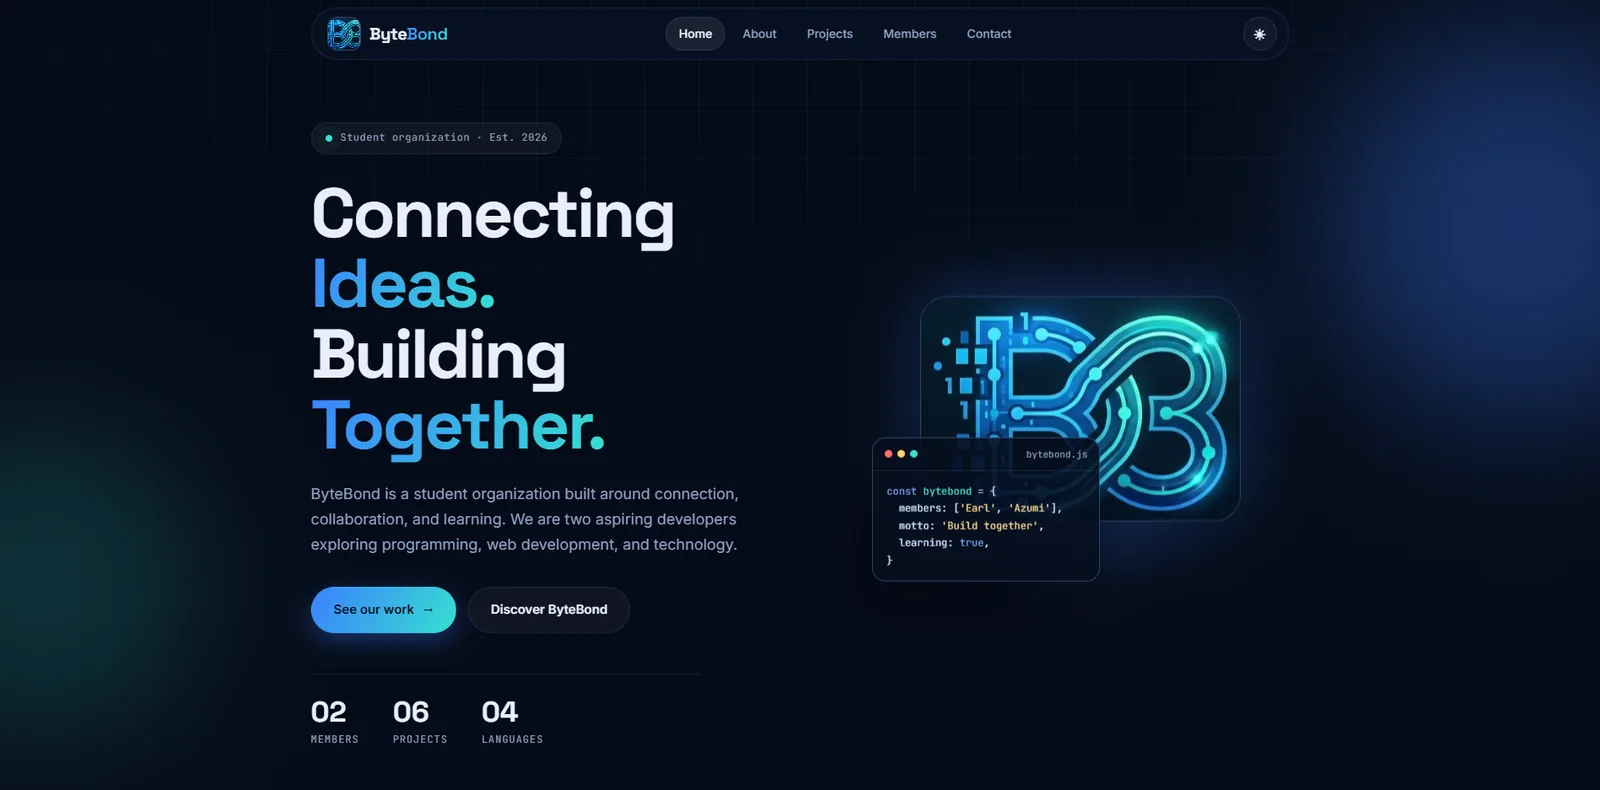 ByteBond
Home
About
Projects
Members
Contact
Student organization · Est. 2026
Connecting
Ideas.
Building
Together.
ByteBond is a student organization built around connection,
collaboration, and learning. We are two aspiring developers
exploring programming, web development, and technology.
See our work →
Discover ByteBond
02
MEMBERS
06
PROJECTS
04
LANGUAGES
bytebond.js
const bytebond = {
members: ['Earl', 'Azumi'],
motto: 'Build together',
learning: true,
}